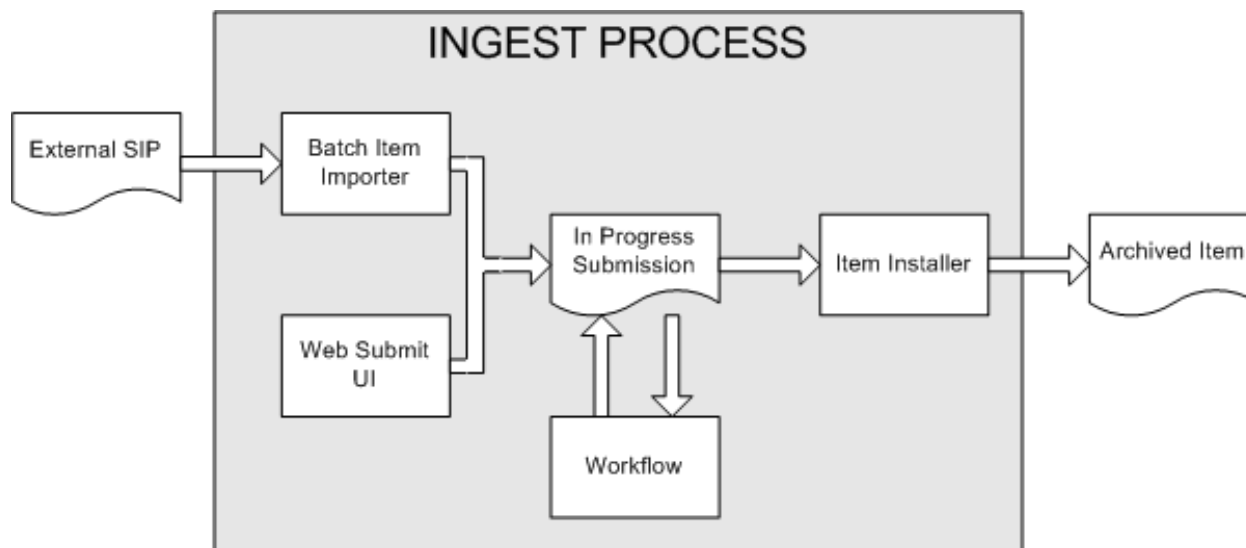 INGEST PROCESS
External SIP
Batch Item
Importer
In Progress
Submission
Item Installer
Archived Item
Web Submit
UI
Workflow